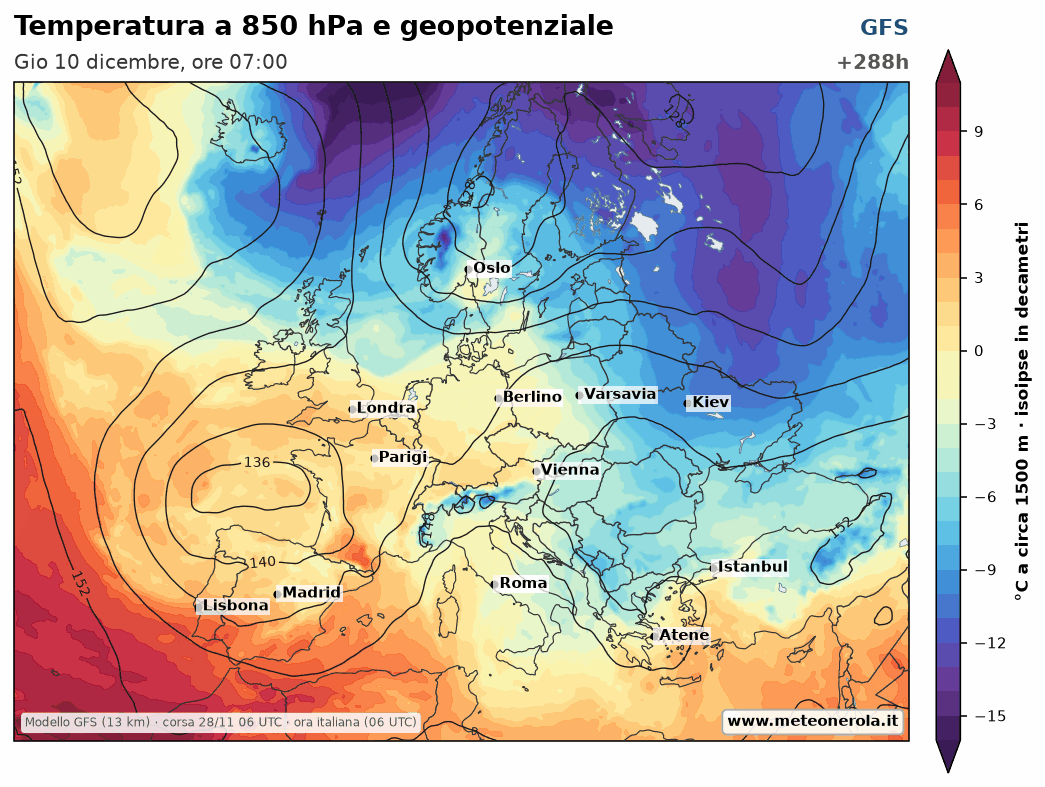 Temperatura a 850 hPa e geopotenziale
GFS
Gio 10 dicembre, ore 07:00
+288h
128
152
128
Oslo
Londra
Berlino
Varsavia
Kiev
Parigi
Vienna
136
148
140
152
Madrid
Lisbona
Roma
Istanbul
Atene
Modello GFS (13 km) · corsa 28/11 06 UTC · ora italiana (06 UTC)
www.meteonerola.it
9
6
3
0
−3
−6
−9
−12
−15
°C a circa 1500 m · isoipse in decametri